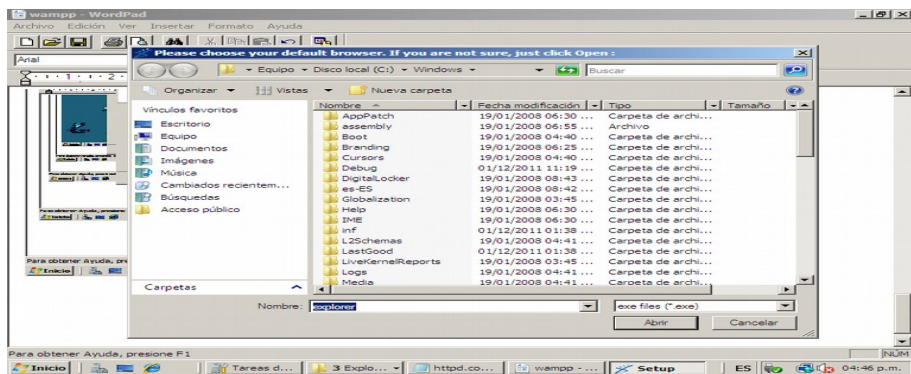 wampp - WordPad
Archivo Edición Ver Insertar Formato Ayuda
Arial
Please choose your default browser. If you are not sure, just click Open :
Equipo Disco local (C:) Windows
Buscar
Organizar Vistas Nueva carpeta
Vínculos favoritos
Escritorio
Equipo
Documentos
Imágenes
Música
Cambiados recientem...
Búsquedas
Acceso público
Carpetas
Nombre Fecha modificación Tipo Tamaño
AppPatch 19/01/2008 06:30 ... Carpeta de archi...
assembly 19/01/2008 06:55 ... Archivo
Boot 19/01/2008 04:40 ... Carpeta de archi...
Branding 19/01/2008 06:25 ... Carpeta de archi...
Cursors 19/01/2008 04:40 ... Carpeta de archi...
Debug 01/12/2011 11:19 ... Carpeta de archi...
DigitalLocker 19/01/2008 08:43 ... Carpeta de archi...
es-ES 19/01/2008 08:42 ... Carpeta de archi...
Globalization 19/01/2008 03:45 ... Carpeta de archi...
Help 19/01/2008 06:30 ... Carpeta de archi...
IME 19/01/2008 06:30 ... Carpeta de archi...
inf 01/12/2011 01:38 ... Carpeta de archi...
L2Schemas 19/01/2008 04:41 ... Carpeta de archi...
LastGood 01/12/2011 01:38 ... Carpeta de archi...
LiveKernelReports 19/01/2008 03:45 ... Carpeta de archi...
Logs 19/01/2008 04:41 ... Carpeta de archi...
Media 19/01/2008 04:41 ... Carpeta de archi...
Nombre: explorer
exe files (*.exe)
Abrir Cancelar
Para obtener Ayuda, pre
Inicio
Para obtener Ayuda, presione F1
NÚM
Inicio Tareas d... 3 Explo... httpd.co... wampp - ... Setup ES 04:46 p.m.